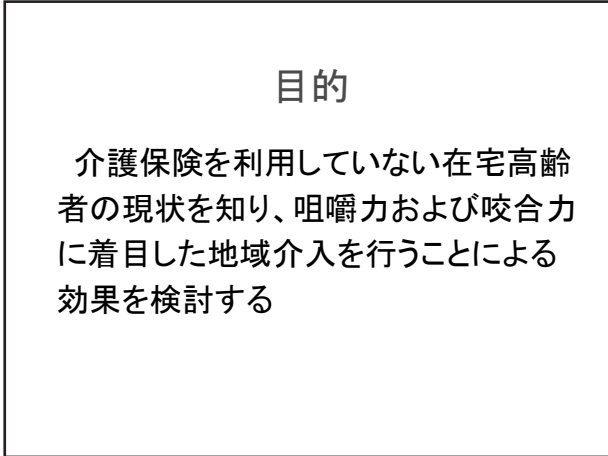 目的
介護保険を利用していない在宅高齢
者の現状を知り、咀嚼力および咬合力
に着目した地域介入を行うことによる
効果を検討する